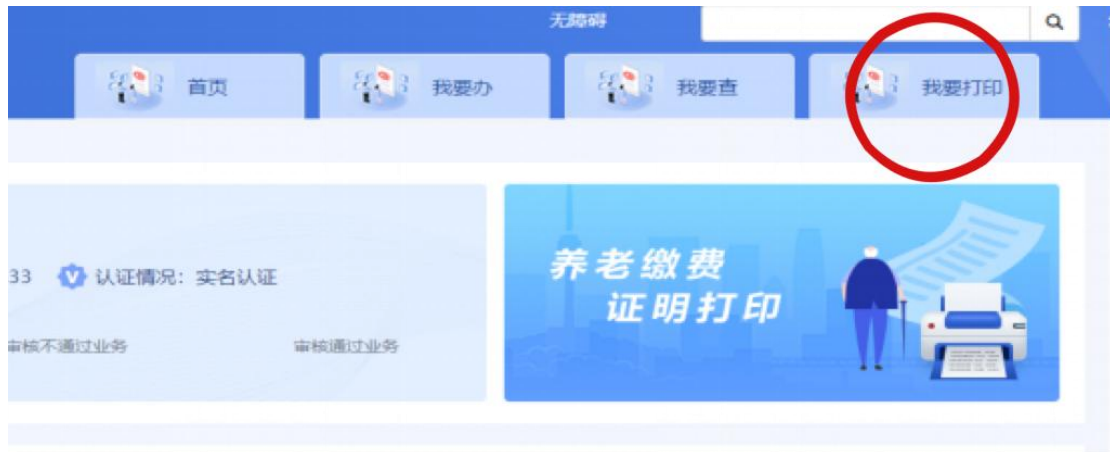 无障碍
首页
我要办
我要查
我要打印
33 认证情况：实名认证
审核不通过业务
审核通过业务
养老缴费
证明打印